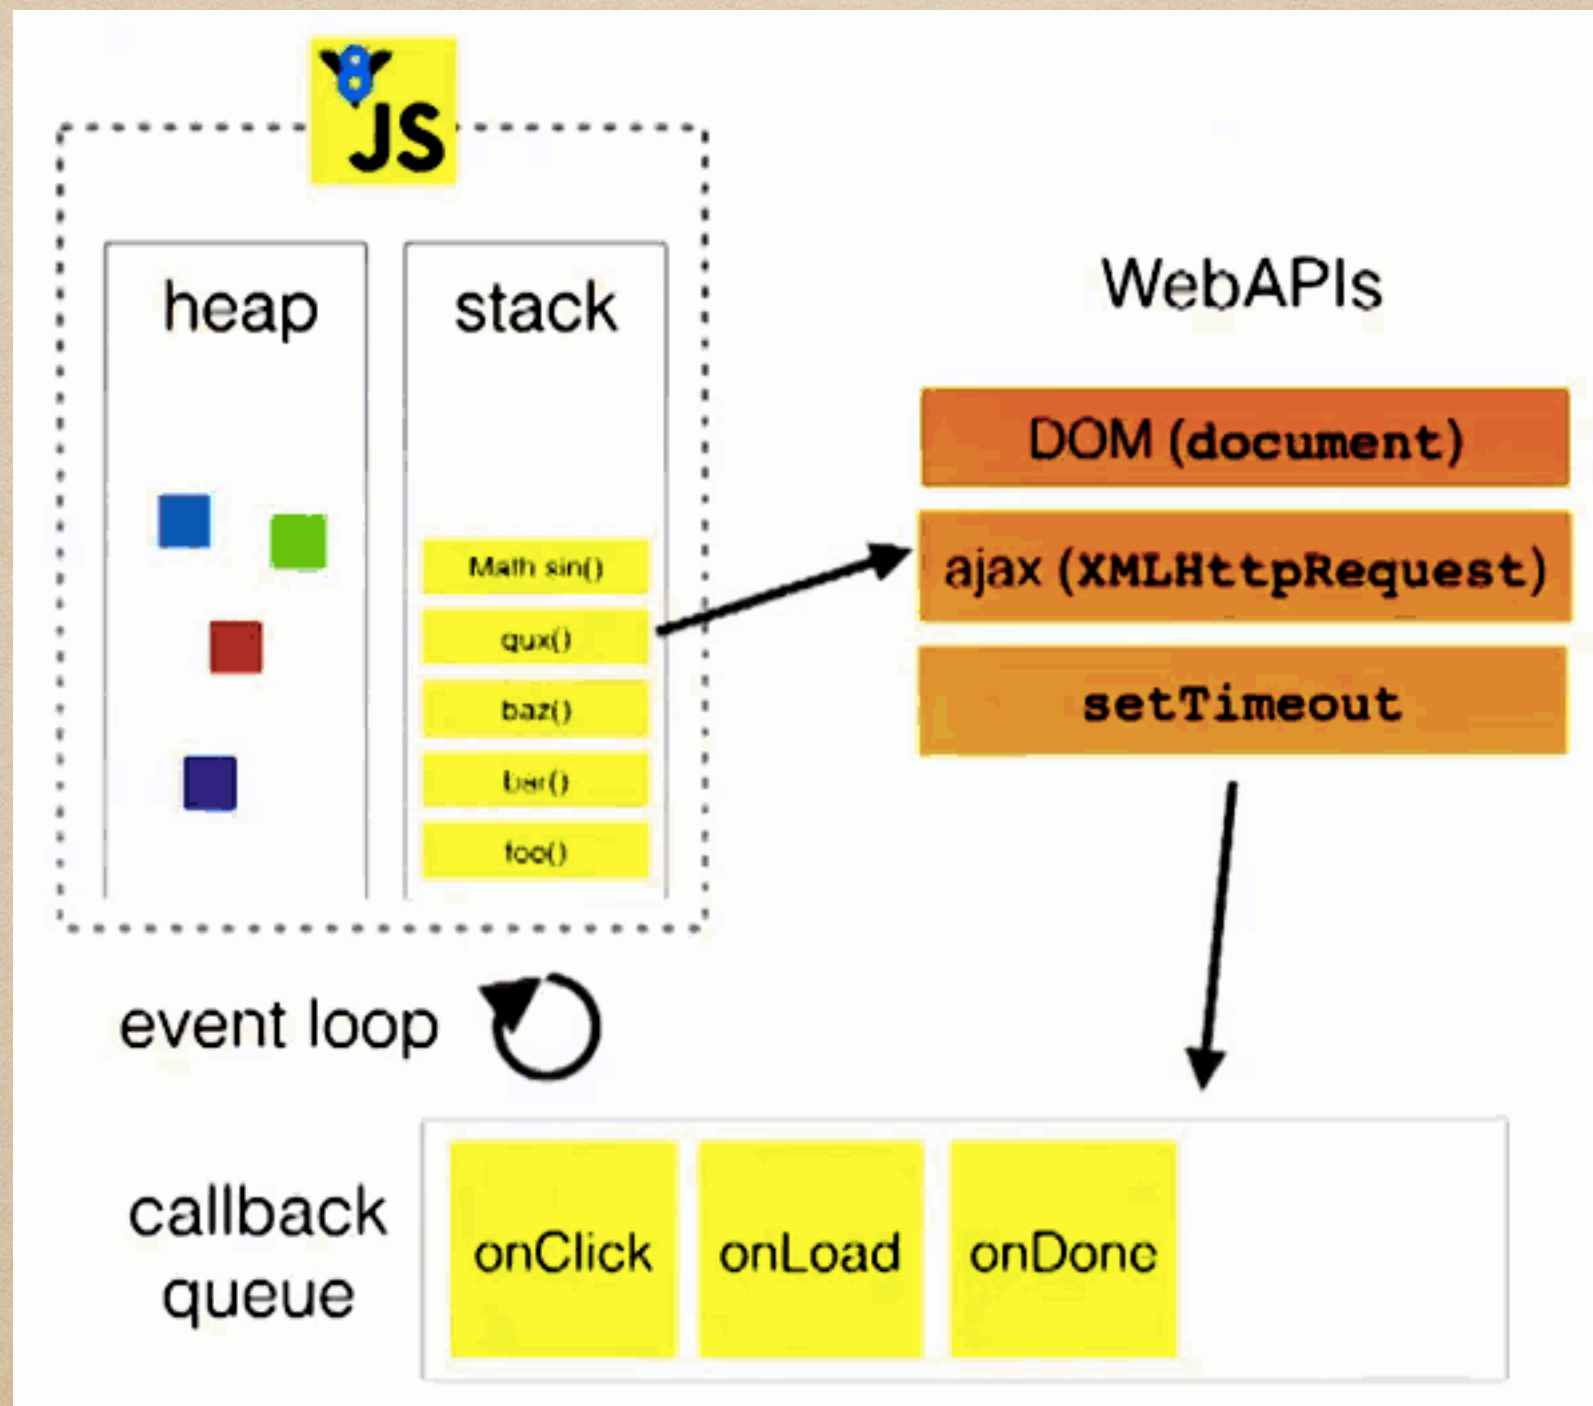 8
JS
heap
stack
Math sin()
qux()
baz()
bar()
foo()
WebAPIs
DOM (document)
ajax (XMLHttpRequest)
setTimeout
event loop
callback
queue
onClick
onLoad
onDone